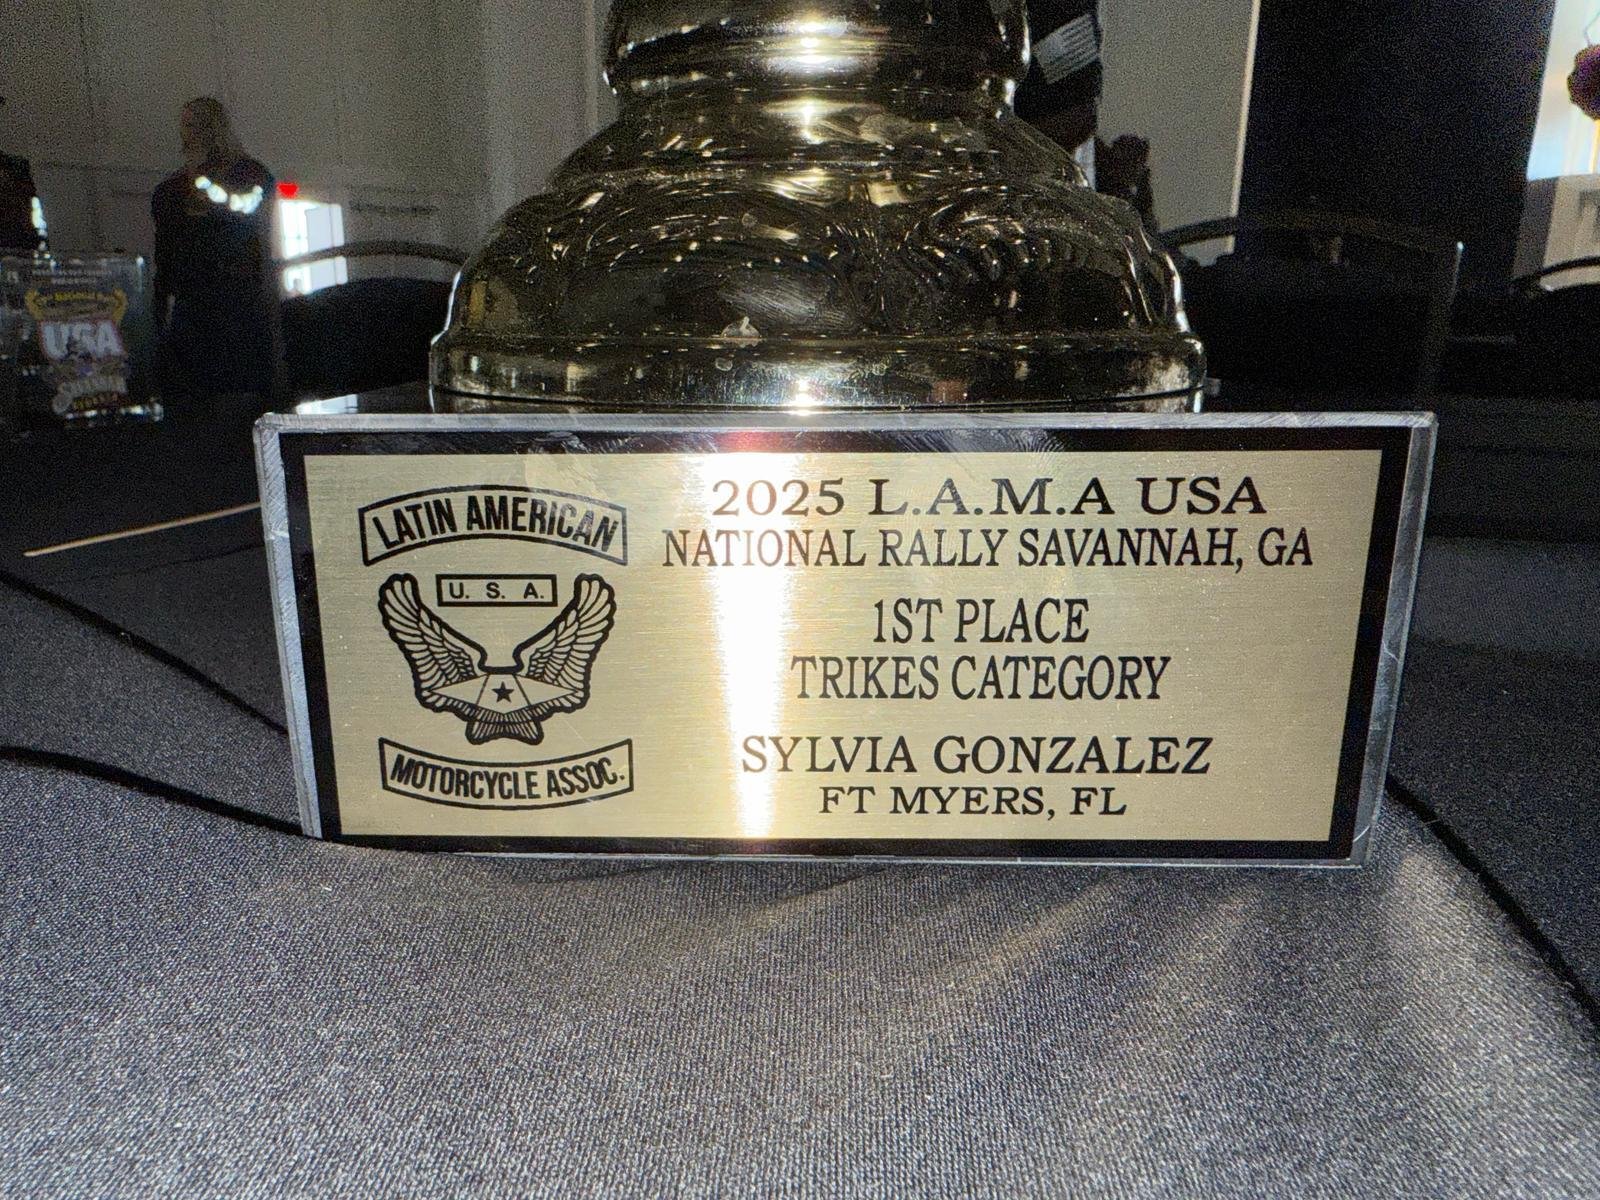 USA
LATIN AMERICAN
U. S. A.
MOTORCYCLE ASSOC.
2025 L.A.M.A USA
NATIONAL RALLY SAVANNAH, GA
1ST PLACE
TRIKES CATEGORY
SYLVIA GONZALEZ
FT MYERS, FL